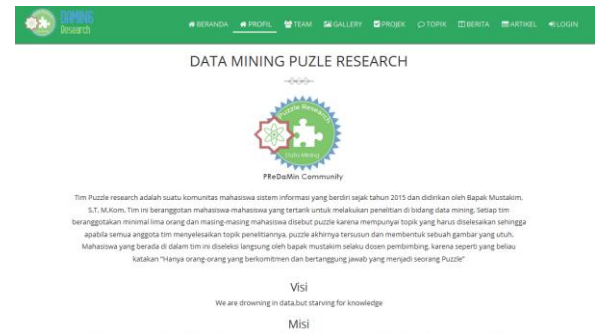 DAMING
Research
BERANDA PROFIL TEAM GALLERY PROJEK TOPIK BERITA ARTIKEL LOGIN
DATA MINING PUZLE RESEARCH
Puzzle Research
Data Mining
PReDaMin Community
Tim Puzzle research adalah suatu komunitas mahasiswa sistem informasi yang berdiri sejak tahun 2015 dan didirikan oleh Bapak Mustakim,
S.T. M.Kom. Tim ini beranggotan mahasiswa-mahasiswa yang tertarik untuk melakukan penelitian di bidang data mining. Setiap tim
beranggotakan minimal lima orang dan masing-masing mahasiswa disebut puzzle karena mempunyai topik yang harus diselesaikan sehingga
apabila semua anggota tim menyelesaikan topik penelitiannya, puzzle akhirnya tersusun dan membentuk sebuah gambar yang utuh.
Mahasiswa yang berada di dalam tim ini diseleksi langsung oleh bapak mustakim selaku dosen pembimbing, karena seperti yang beliau
katakan "Hanya orang-orang yang berkomitmen dan bertanggung jawab yang menjadi seorang Puzzle"
Visi
We are drowning in data,but starving for knowledge
Misi